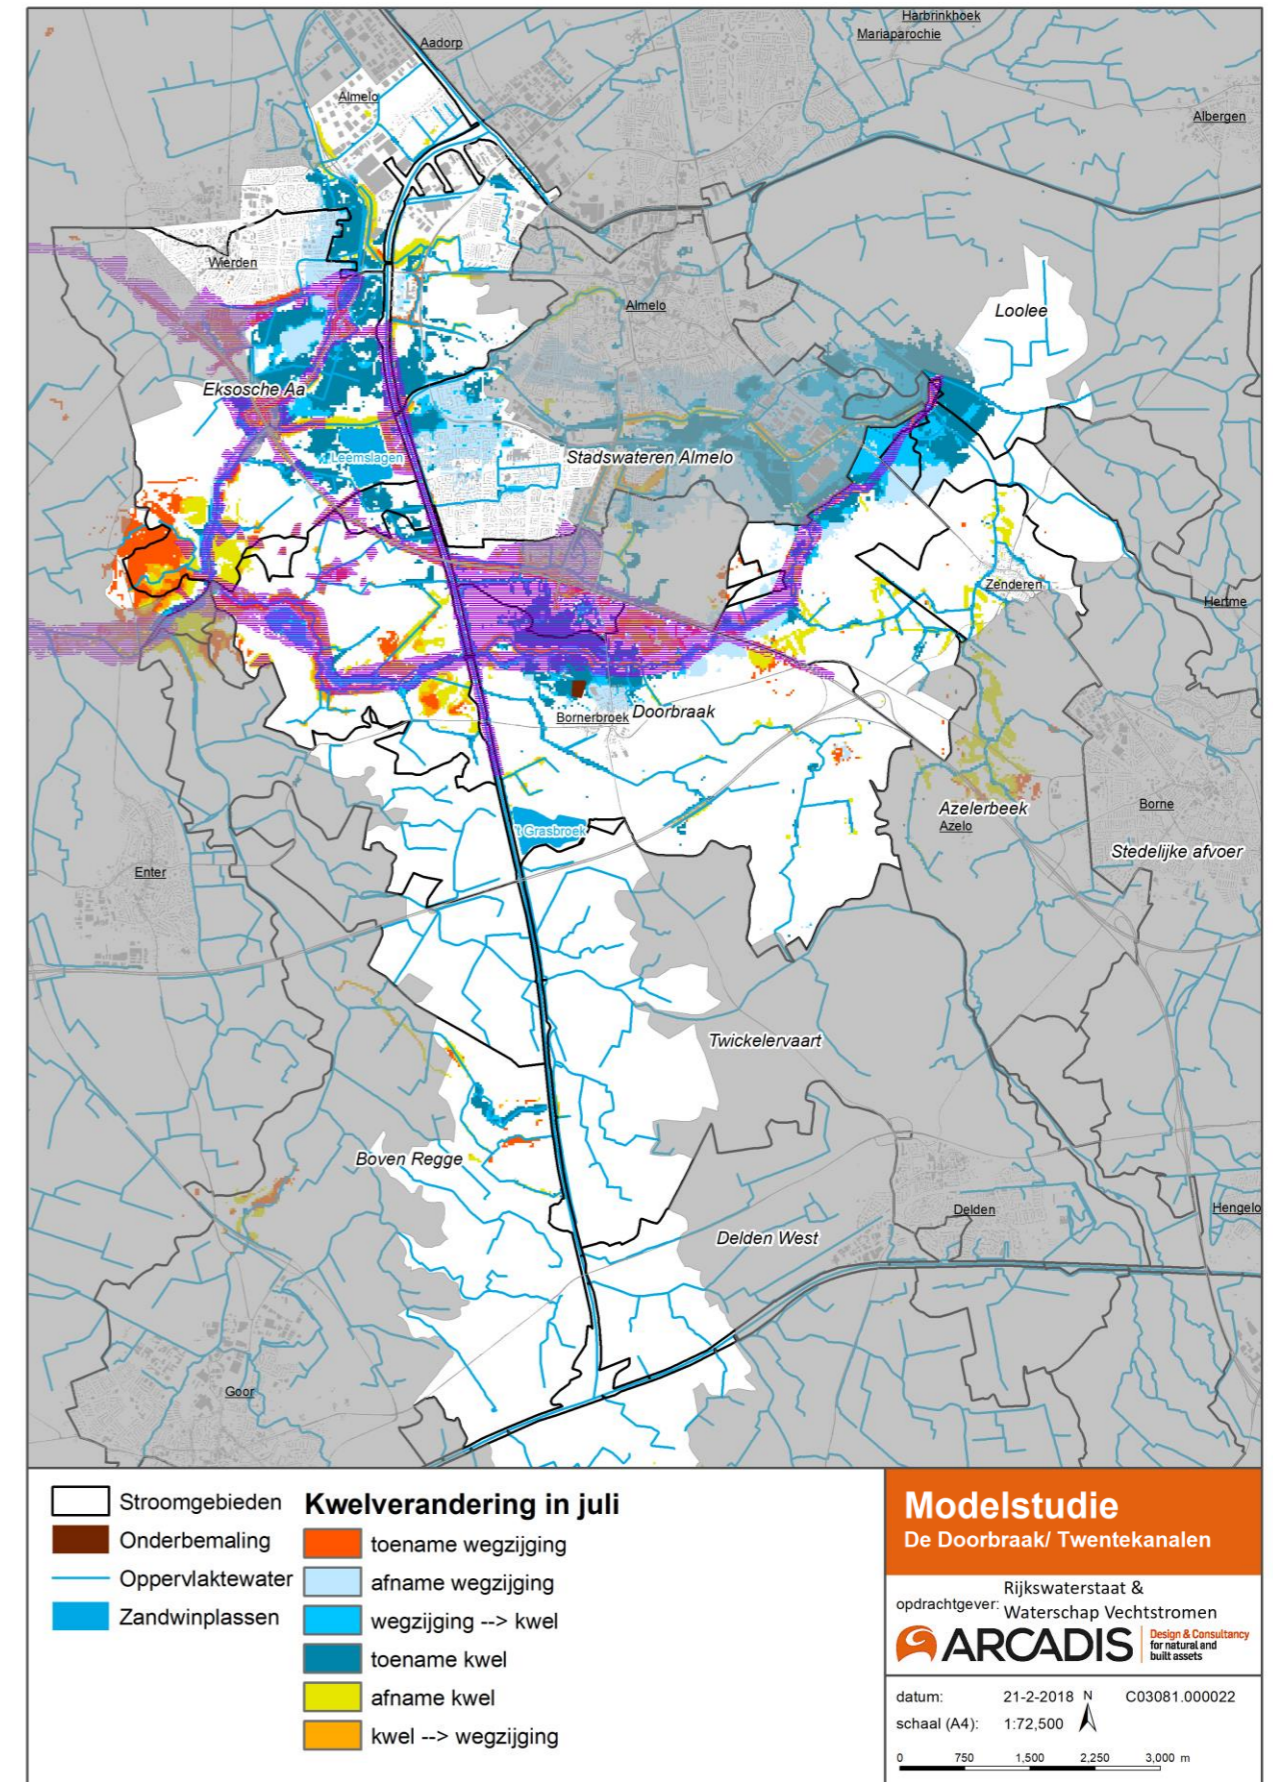 Harbrinkhoek
Mariaparochie
Aadorp
Almelo
Albergen
Wierden
Almelo
Loolee
Eksosche Aa
Leemslagen
Stadswateren Almelo
Zenderen
Hertme
Bornerbroek
Doorbraak
Azelerbeek
Azelo
Borne
't Grasbroek
Stedelijke afvoer
Enter
Twickelervaart
Boven Regge
Delden
Hengelo
Delden West
Goor
Stroomgebieden
Onderbemaling
Oppervlaktewater
Zandwinplassen
Kwelverandering in juli
toename wegzijging
afname wegzijging
wegzijging --> kwel
toename kwel
afname kwel
kwel --> wegzijging
Modelstudie
De Doorbraak/ Twentekanalen
opdrachtgever: Rijkswaterstaat &
Waterschap Vechtstromen
ARCADIS
Design & Consultancy
for natural and
built assets
datum: 21-2-2018 N C03081.000022
schaal (A4): 1:72,500
0 750 1,500 2,250 3,000 m